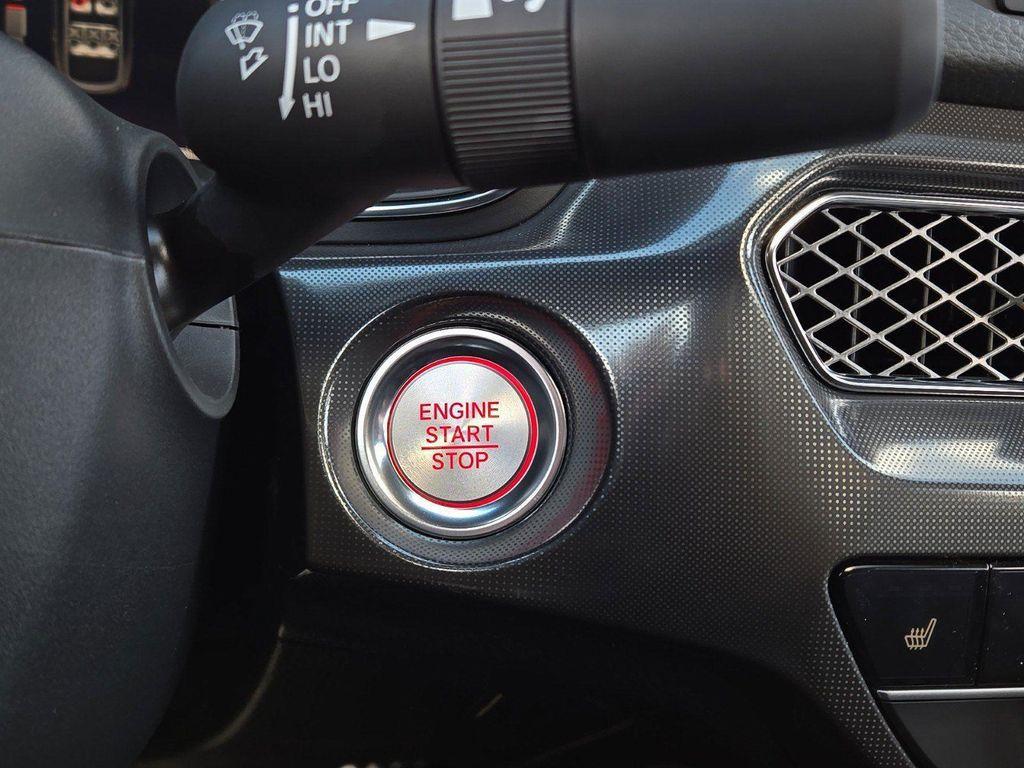 OFF
INT
LO
HI
ENGINE
START
STOP